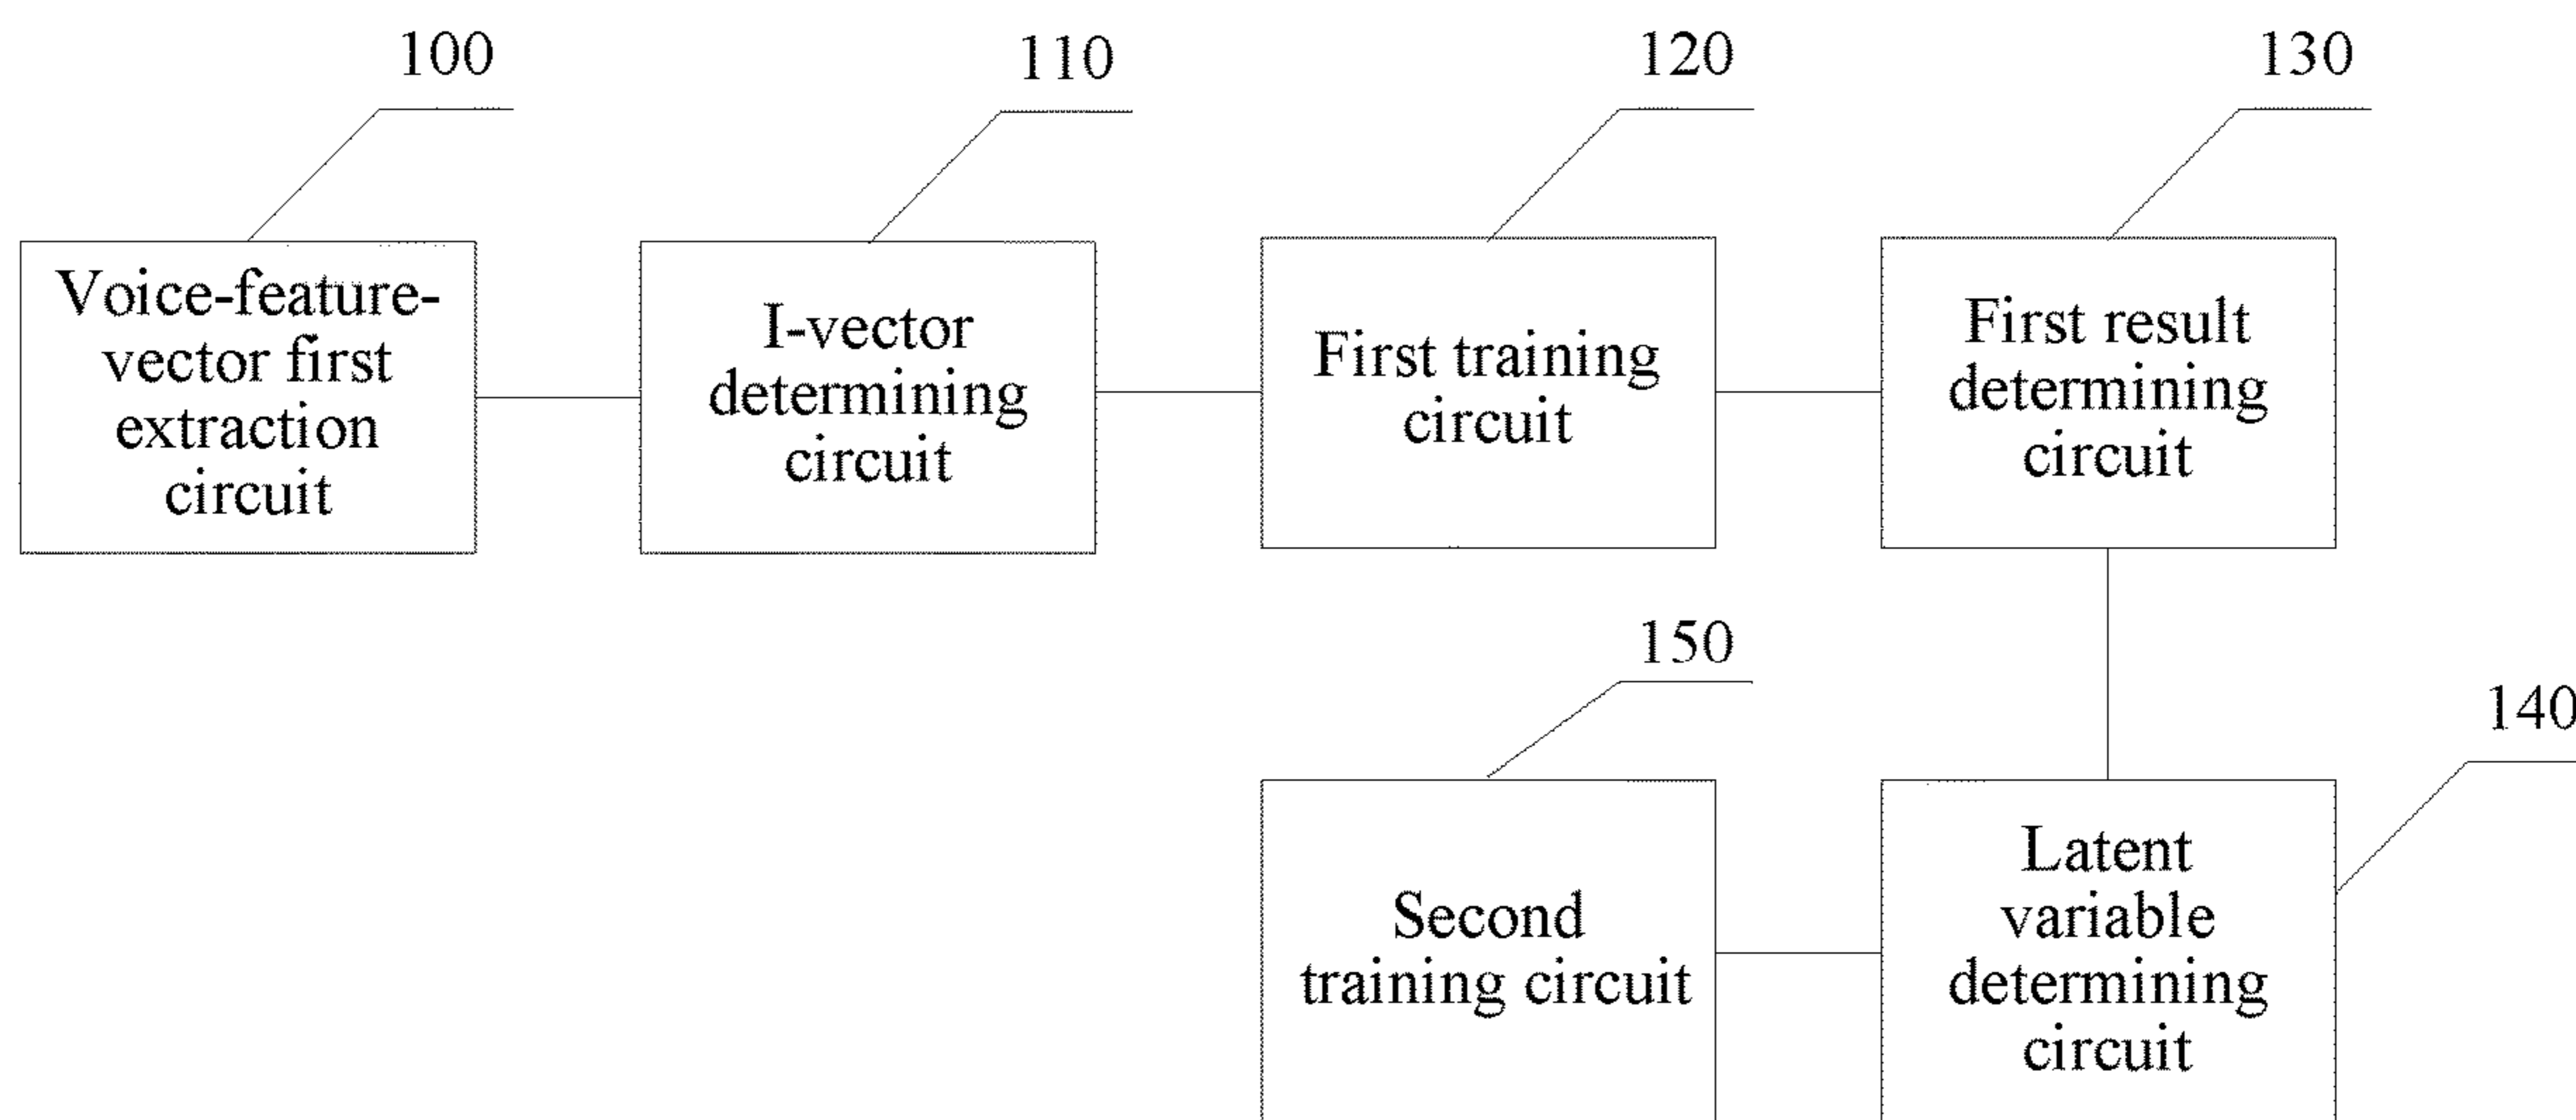 100
110
120
130
Voice-feature-
vector first
extraction
circuit
I-vector
determining
circuit
First training
circuit
First result
determining
circuit
150
140
Second
training circuit
Latent
variable
determining
circuit